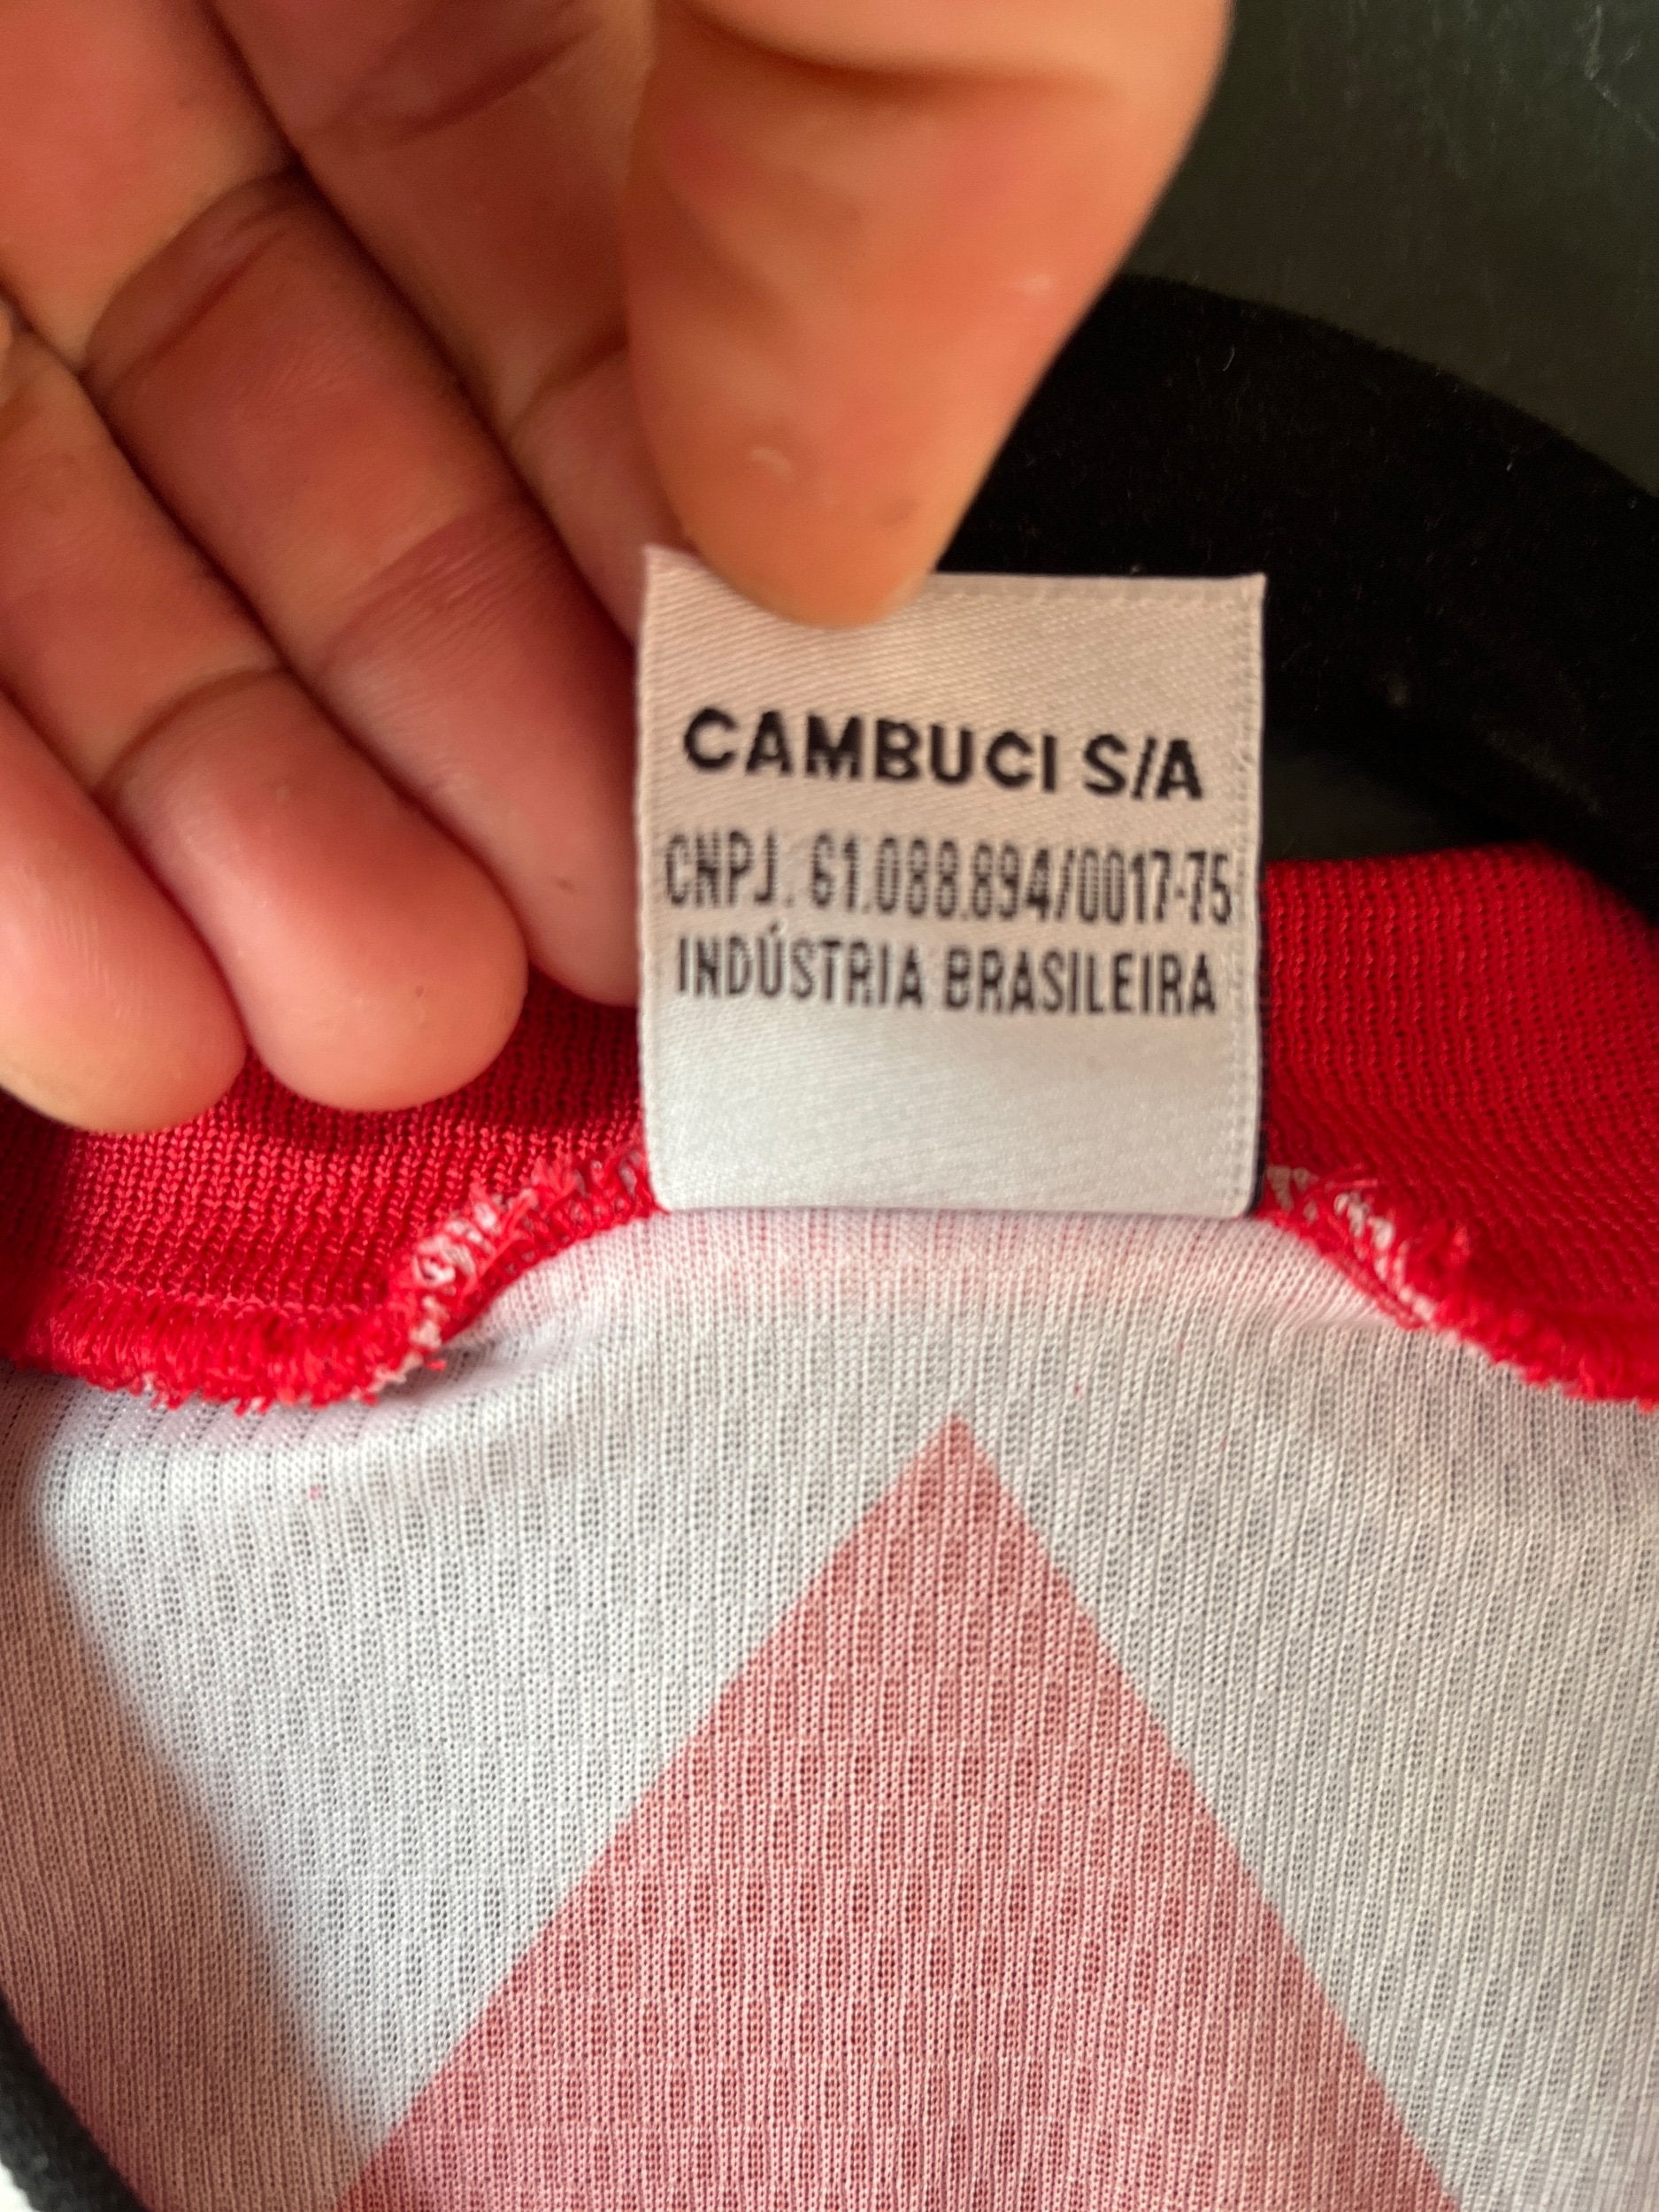 CAMBUCI S/A
CNPJ. 61.088.894/0017-75
INDÚSTRIA BRASILEIRA